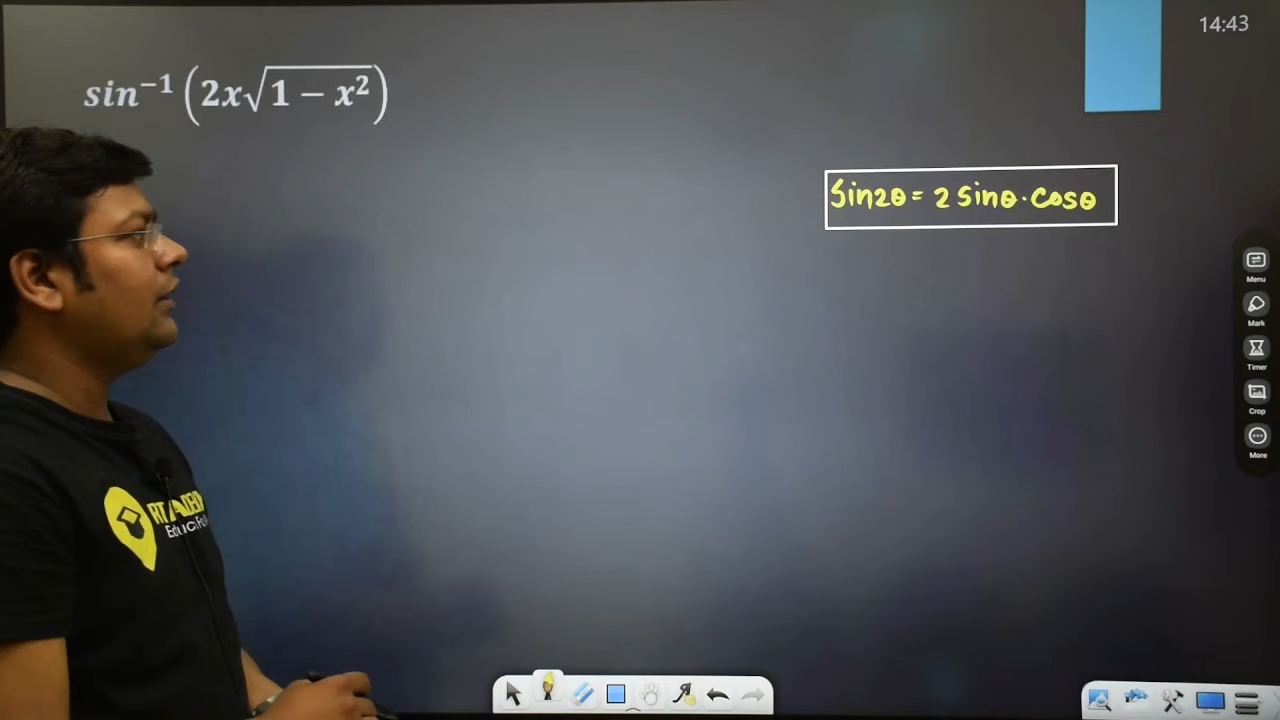 14:43
sin⁻¹(2x√(1 − x²))
Sin2θ = 2 Sinθ · Cosθ
Menu
Mark
Timer
Crop
More